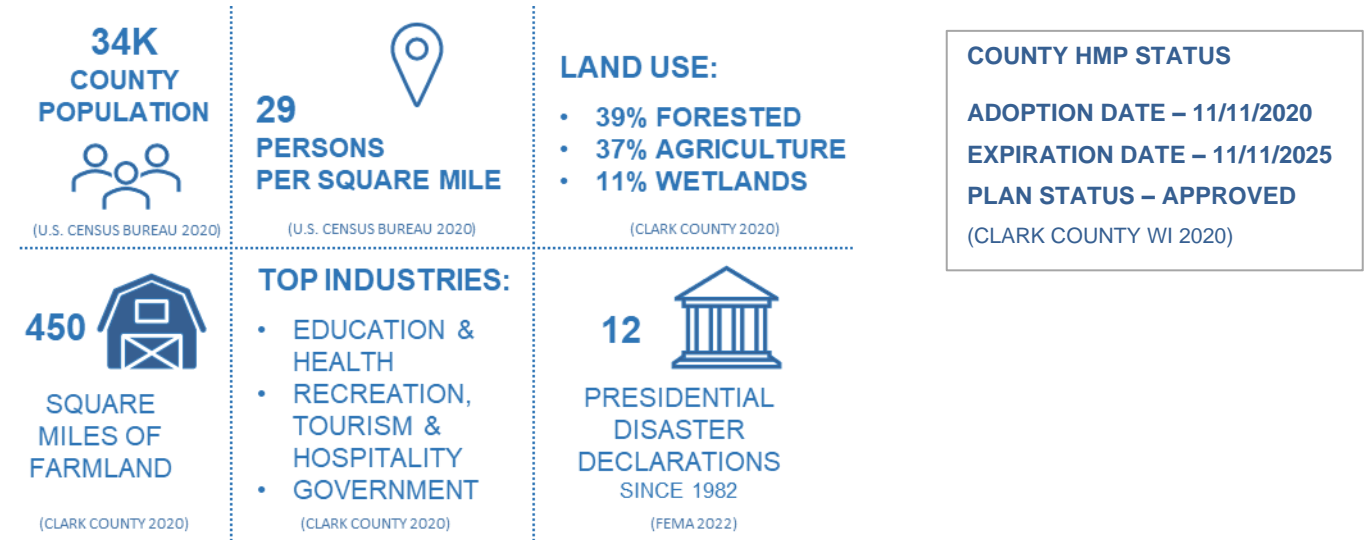 34K
COUNTY
POPULATION
(U.S. CENSUS BUREAU 2020)
29
PERSONS
PER SQUARE MILE
(U.S. CENSUS BUREAU 2020)
LAND USE:
• 39% FORESTED
• 37% AGRICULTURE
• 11% WETLANDS
(CLARK COUNTY 2020)
450
SQUARE
MILES OF
FARMLAND
(CLARK COUNTY 2020)
TOP INDUSTRIES:
• EDUCATION &
HEALTH
• RECREATION,
TOURISM &
HOSPITALITY
• GOVERNMENT
(CLARK COUNTY 2020)
12
PRESIDENTIAL
DISASTER
DECLARATIONS
SINCE 1982
(FEMA 2022)
COUNTY HMP STATUS
ADOPTION DATE – 11/11/2020
EXPIRATION DATE – 11/11/2025
PLAN STATUS – APPROVED
(CLARK COUNTY WI 2020)